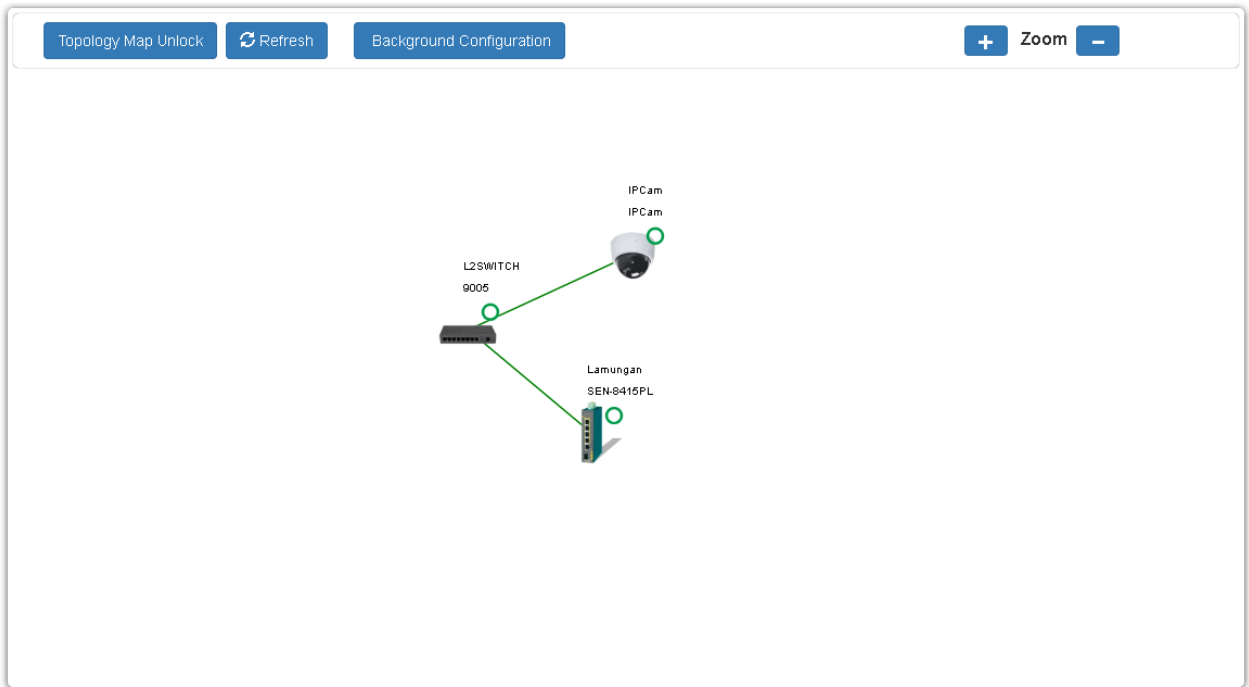 Topology Map Unlock
Refresh
Background Configuration
+ Zoom −
IPCam
IPCam
L2SWITCH
9005
Lamungan
SEN-8415PL